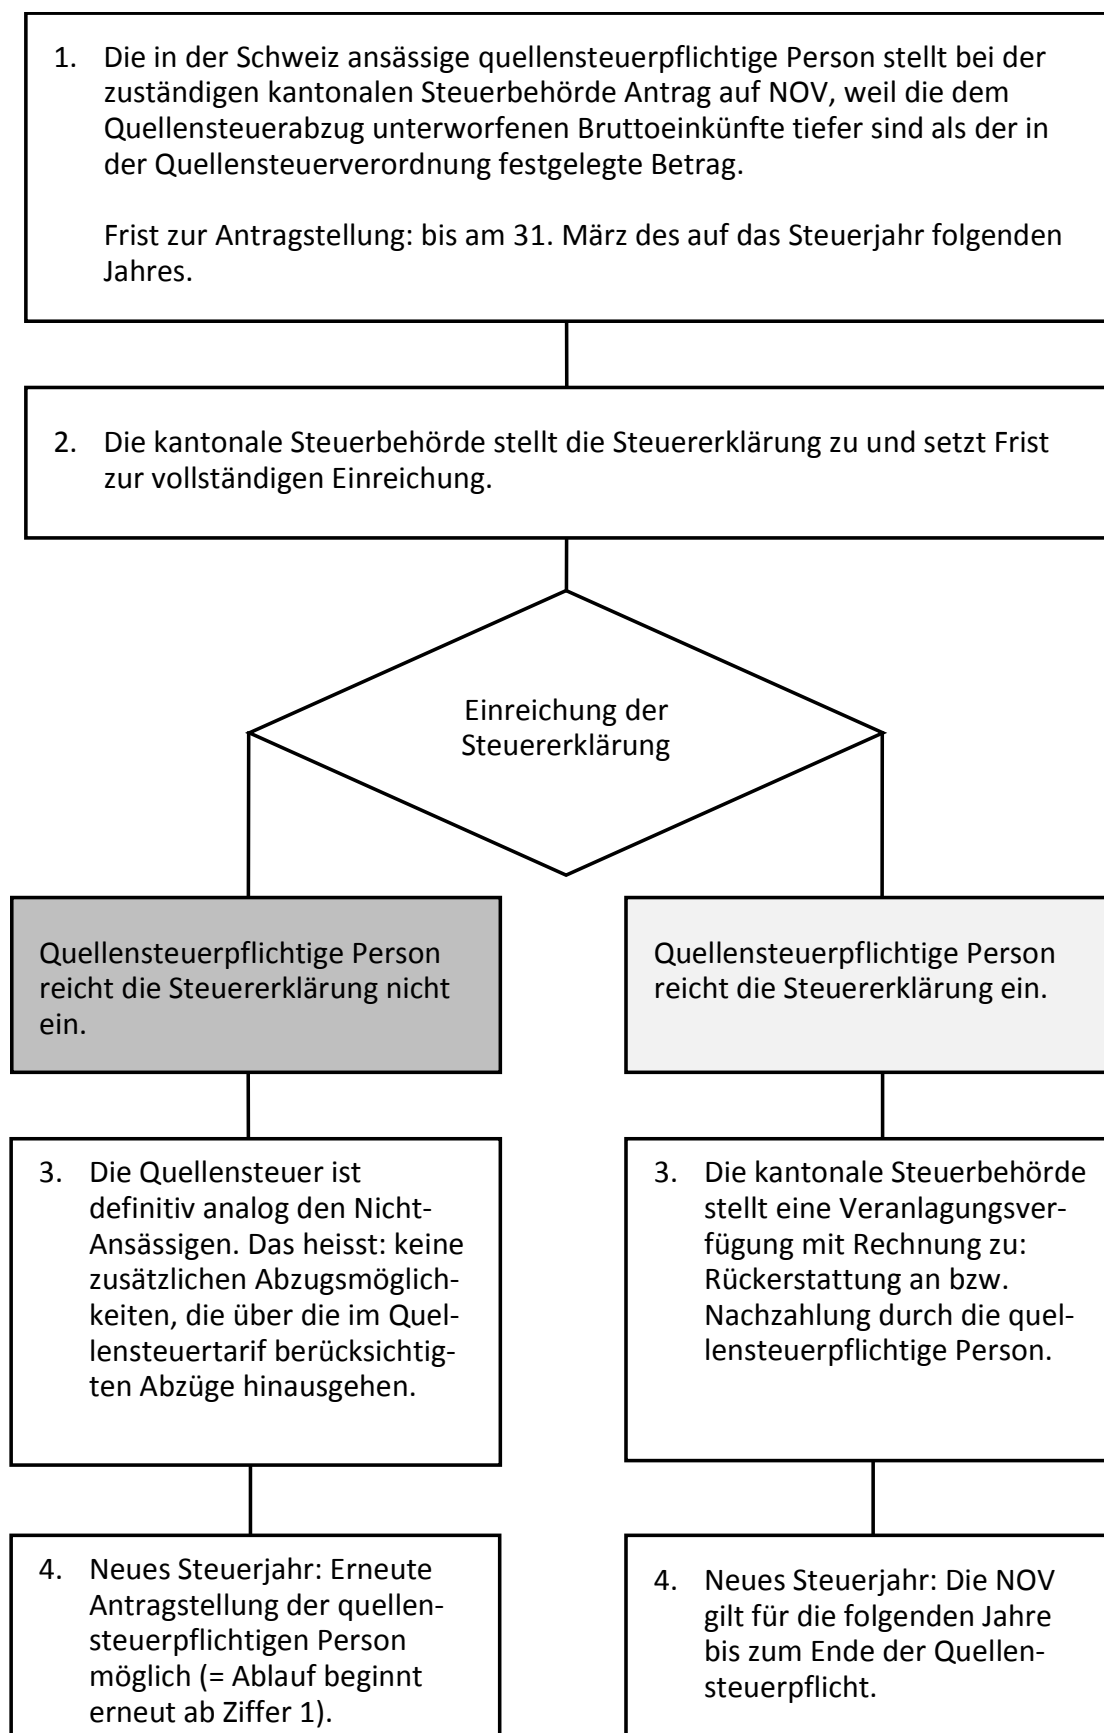 1. Die in der Schweiz ansässige quellensteuerpflichtige Person stellt bei der
zuständigen kantonalen Steuerbehörde Antrag auf NOV, weil die dem
Quellensteuerabzug unterworfenen Bruttoeinkünfte tiefer sind als der in
der Quellensteuerverordnung festgelegte Betrag.
Frist zur Antragstellung: bis am 31. März des auf das Steuerjahr folgenden
Jahres.
2. Die kantonale Steuerbehörde stellt die Steuererklärung zu und setzt Frist
zur vollständigen Einreichung.
Einreichung der
Steuererklärung
Quellensteuerpflichtige Person
reicht die Steuererklärung nicht
ein.
Quellensteuerpflichtige Person
reicht die Steuererklärung ein.
3. Die Quellensteuer ist
definitiv analog den Nicht-
Ansässigen. Das heisst: keine
zusätzlichen Abzugsmöglich-
keiten, die über die im Quel-
lensteuertarif berücksichtig-
ten Abzüge hinausgehen.
3. Die kantonale Steuerbehörde
stellt eine Veranlagungsver-
fügung mit Rechnung zu:
Rückerstattung an bzw.
Nachzahlung durch die quel-
lensteuerpflichtige Person.
4. Neues Steuerjahr: Erneute
Antragstellung der quellen-
steuerpflichtigen Person
möglich (= Ablauf beginnt
erneut ab Ziffer 1).
4. Neues Steuerjahr: Die NOV
gilt für die folgenden Jahre
bis zum Ende der Quellen-
steuerpflicht.